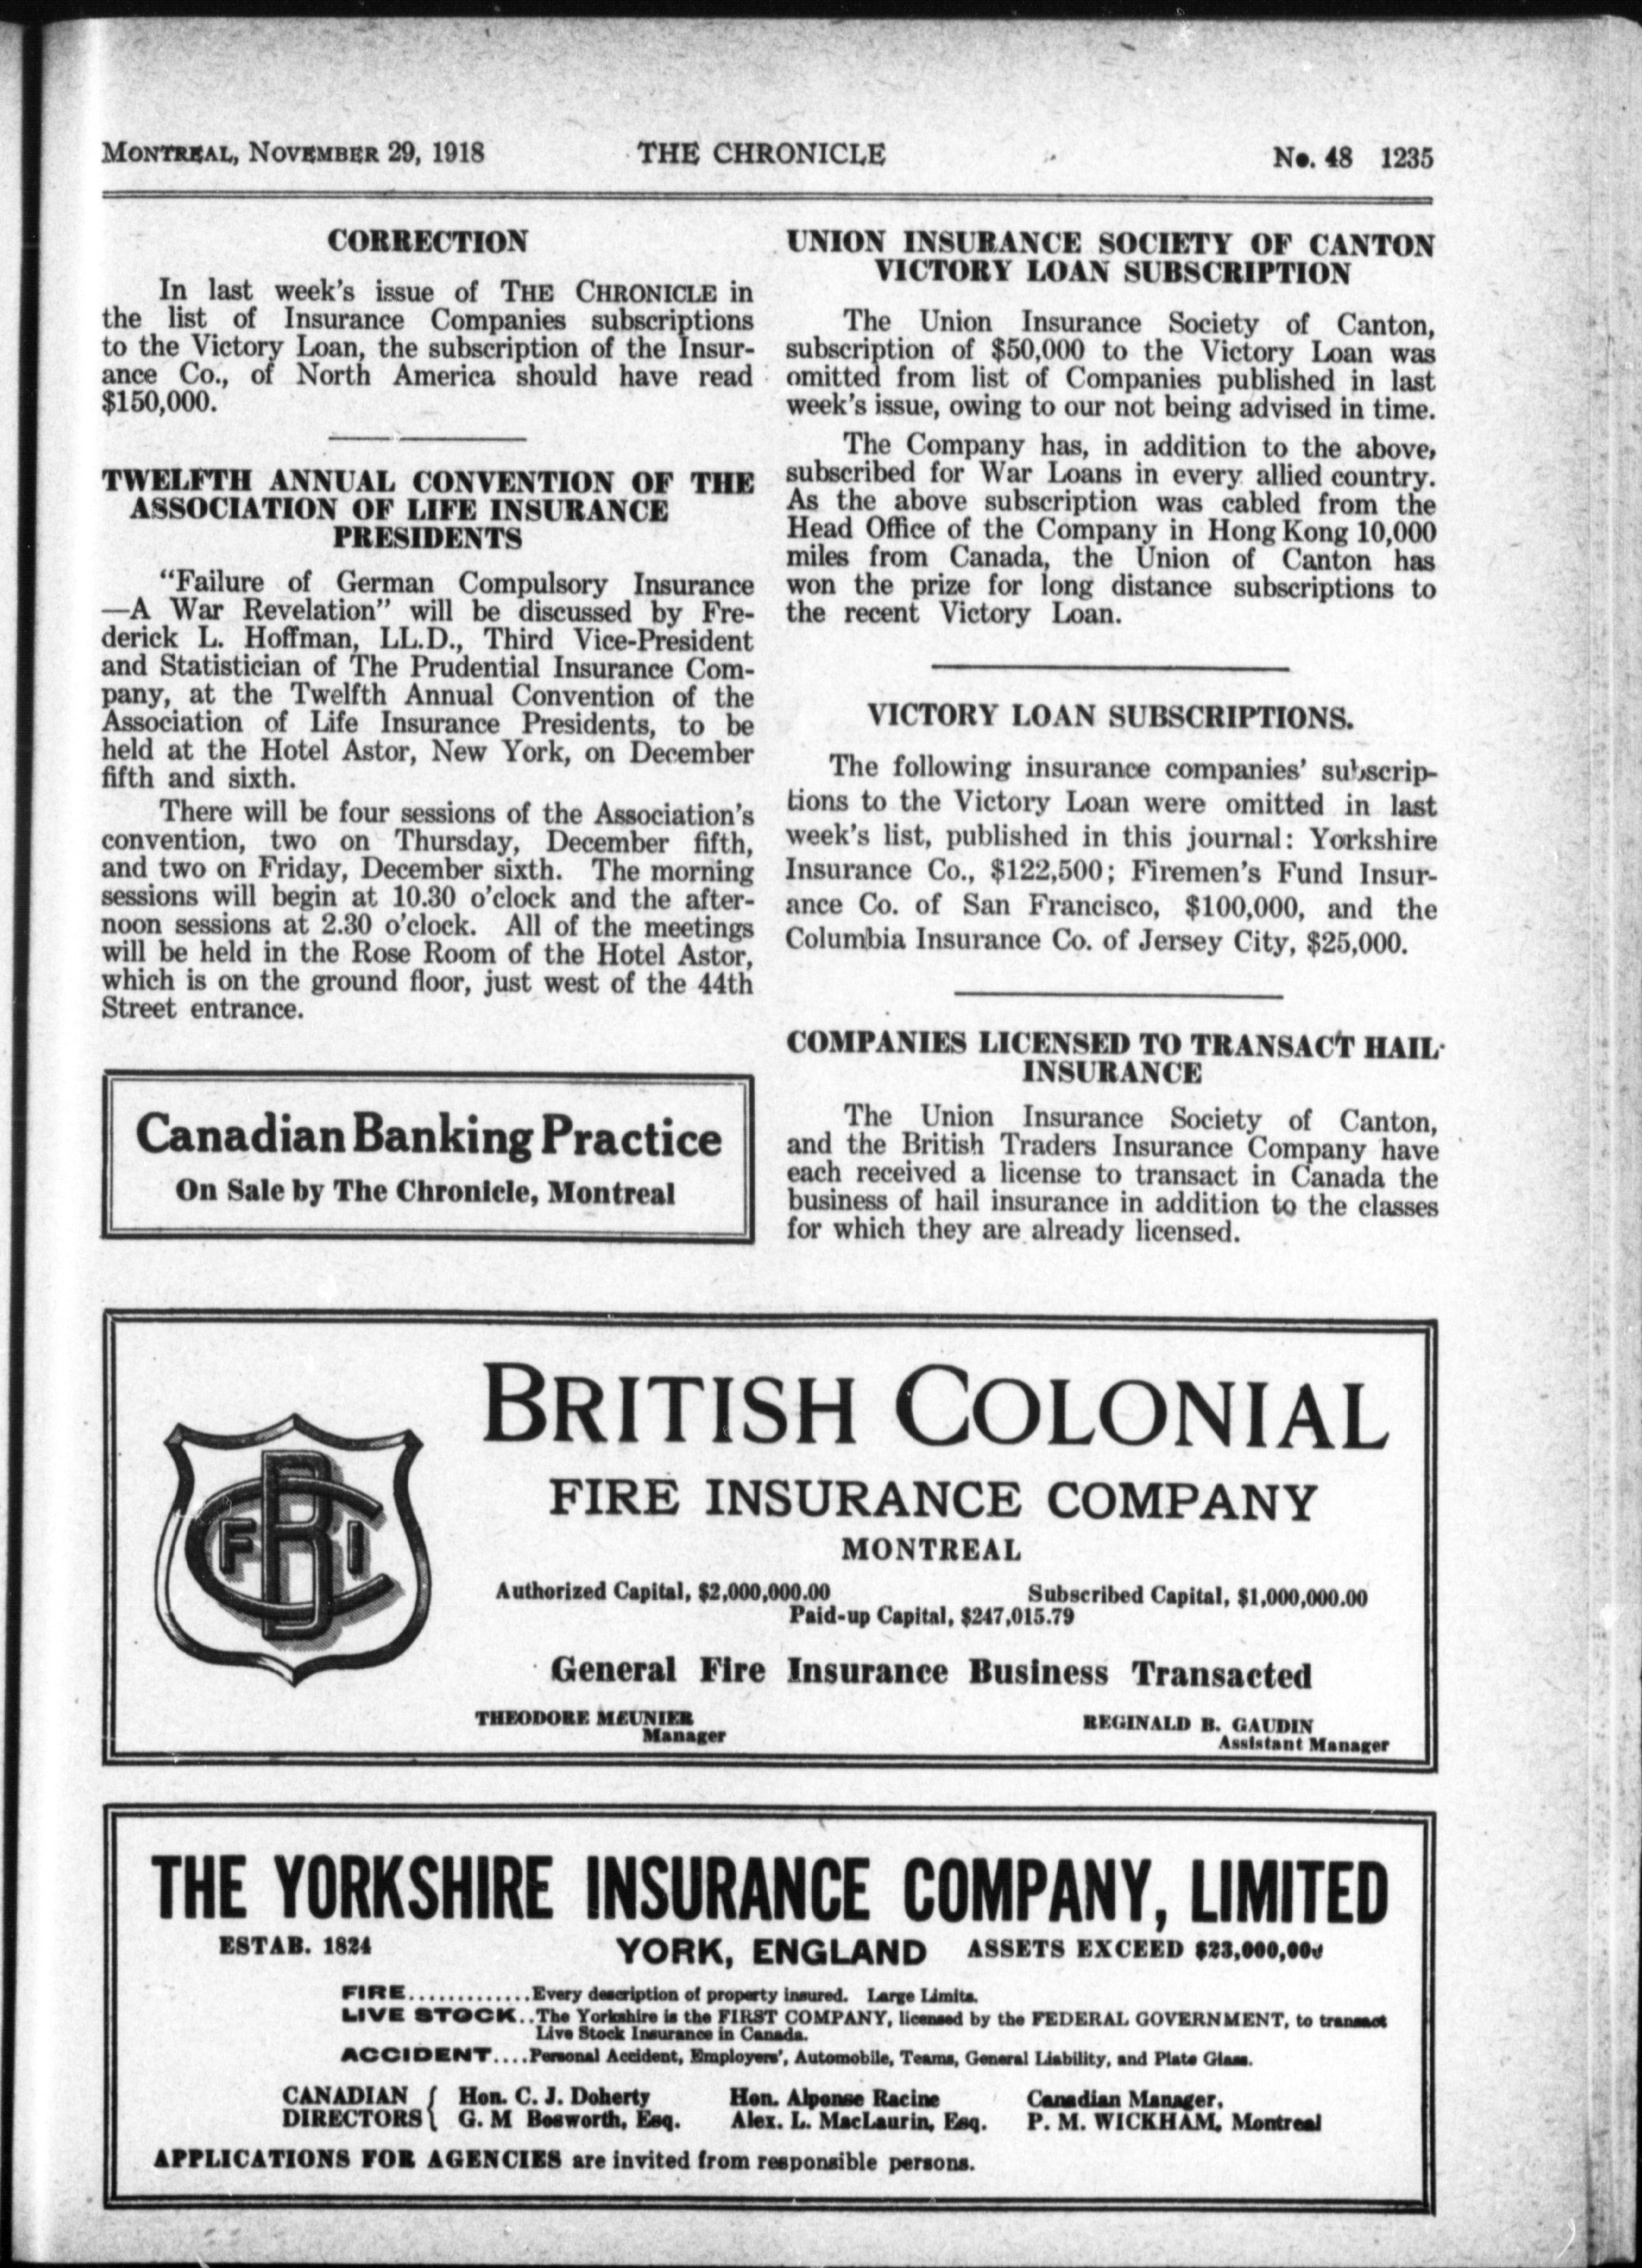 MONTREAL, NOVEMBER 29, 1918 THE CHRONICLE No. 48 1235
CORRECTION
In last week's issue of THE CHRONICLE in
the list of Insurance Companies subscriptions
to the Victory Loan, the subscription of the Insur-
ance Co., of North America should have read
$150,000.
TWELFTH ANNUAL CONVENTION OF THE
ASSOCIATION OF LIFE INSURANCE
PRESIDENTS
"Failure of German Compulsory Insurance
—A War Revelation" will be discussed by Fre-
derick L. Hoffman, LL.D., Third Vice-President
and Statistician of The Prudential Insurance Com-
pany, at the Twelfth Annual Convention of the
Association of Life Insurance Presidents, to be
held at the Hotel Astor, New York, on December
fifth and sixth.
There will be four sessions of the Association's
convention, two on Thursday, December fifth,
and two on Friday, December sixth. The morning
sessions will begin at 10.30 o'clock and the after-
noon sessions at 2.30 o'clock. All of the meetings
will be held in the Rose Room of the Hotel Astor,
which is on the ground floor, just west of the 44th
Street entrance.
Canadian Banking Practice
On Sale by The Chronicle, Montreal
UNION INSURANCE SOCIETY OF CANTON
VICTORY LOAN SUBSCRIPTION
The Union Insurance Society of Canton,
subscription of $50,000 to the Victory Loan was
omitted from list of Companies published in last
week's issue, owing to our not being advised in time.
The Company has, in addition to the above,
subscribed for War Loans in every allied country.
As the above subscription was cabled from the
Head Office of the Company in Hong Kong 10,000
miles from Canada, the Union of Canton has
won the prize for long distance subscriptions to
the recent Victory Loan.
VICTORY LOAN SUBSCRIPTIONS.
The following insurance companies' subscrip-
tions to the Victory Loan were omitted in last
week's list, published in this journal: Yorkshire
Insurance Co., $122,500; Firemen's Fund Insur-
ance Co. of San Francisco, $100,000, and the
Columbia Insurance Co. of Jersey City, $25,000.
COMPANIES LICENSED TO TRANSACT HAIL
INSURANCE
The Union Insurance Society of Canton,
and the British Traders Insurance Company have
each received a license to transact in Canada the
business of hail insurance in addition to the classes
for which they are already licensed.
BRITISH COLONIAL
FIRE INSURANCE COMPANY
MONTREAL
Authorized Capital, $2,000,000.00 Subscribed Capital, $1,000,000.00
Paid-up Capital, $247,015.79
General Fire Insurance Business Transacted
THEODORE MEUNIER
Manager
REGINALD B. GAUDIN
Assistant Manager
BCFI
THE YORKSHIRE INSURANCE COMPANY, LIMITED
ESTAB. 1824 YORK, ENGLAND ASSETS EXCEED $23,000,000
FIRE.............Every description of property insured. Large Limits.
LIVE STOCK..The Yorkshire is the FIRST COMPANY, licensed by the FEDERAL GOVERNMENT, to transact
Live Stock Insurance in Canada.
ACCIDENT....Personal Accident, Employers', Automobile, Teams, General Liability, and Plate Glass.
CANADIAN { Hon. C. J. Doherty Hon. Alponse Racine Canadian Manager,
DIRECTORS { G. M Bosworth, Esq. Alex. L. MacLaurin, Esq. P. M. WICKHAM, Montreal
APPLICATIONS FOR AGENCIES are invited from responsible persons.